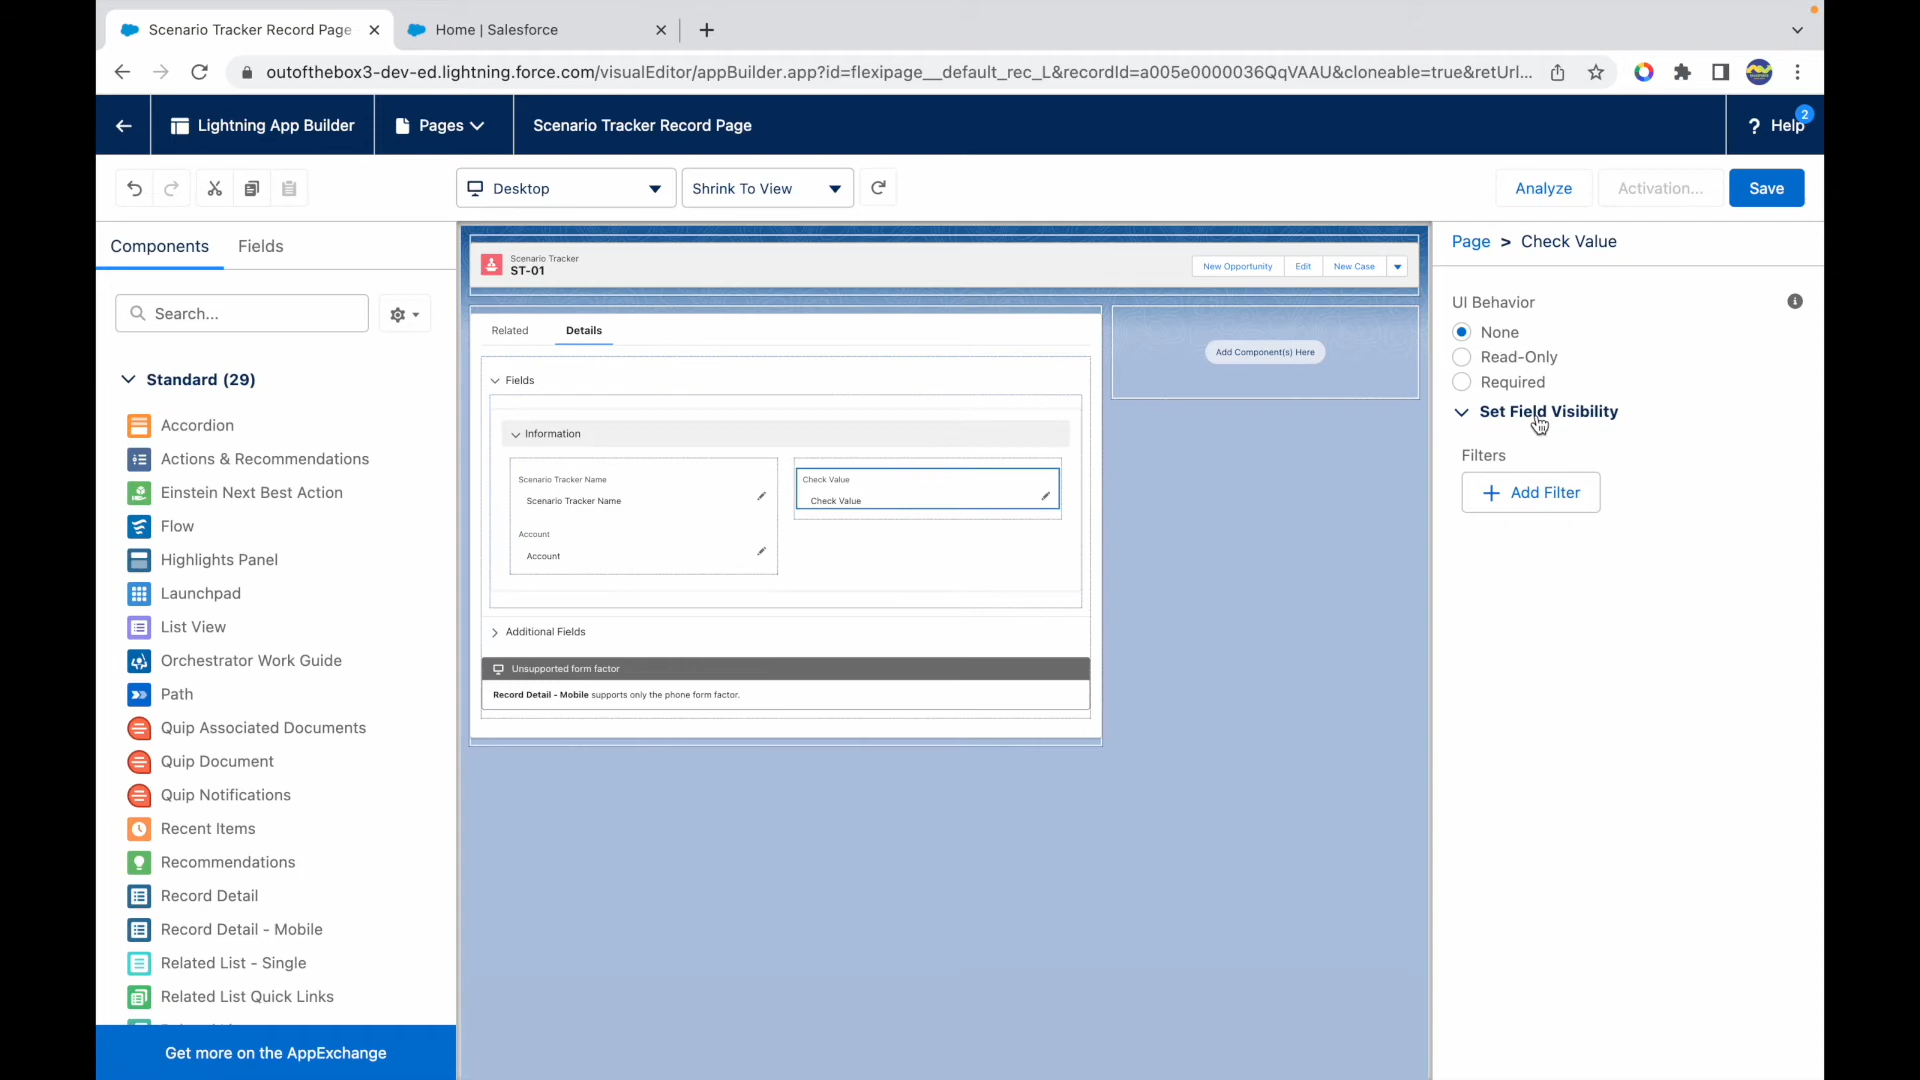 Scenario Tracker Record Page
Home | Salesforce
outofthebox3-dev-ed.lightning.force.com/visualEditor/appBuilder.app?id=flexipage__default_rec_L&recordId=a005e0000036QqVAAU&cloneable=true&retUrl...
Lightning App Builder
Pages
Scenario Tracker Record Page
? Help
2
Desktop
Shrink To View
Analyze
Activation...
Save
Components
Fields
Search...
Standard (29)
Accordion
Actions & Recommendations
Einstein Next Best Action
Flow
Highlights Panel
Launchpad
List View
Orchestrator Work Guide
Path
Quip Associated Documents
Quip Document
Quip Notifications
Recent Items
Recommendations
Record Detail
Record Detail - Mobile
Related List - Single
Related List Quick Links
Get more on the AppExchange
Scenario Tracker
ST-01
New Opportunity
Edit
New Case
Related
Details
Add Component(s) Here
Fields
Information
Scenario Tracker Name
Scenario Tracker Name
Check Value
Check Value
Account
Account
Additional Fields
Unsupported form factor
Record Detail - Mobile supports only the phone form factor.
Page > Check Value
UI Behavior
None
Read-Only
Required
Set Field Visibility
Filters
+ Add Filter